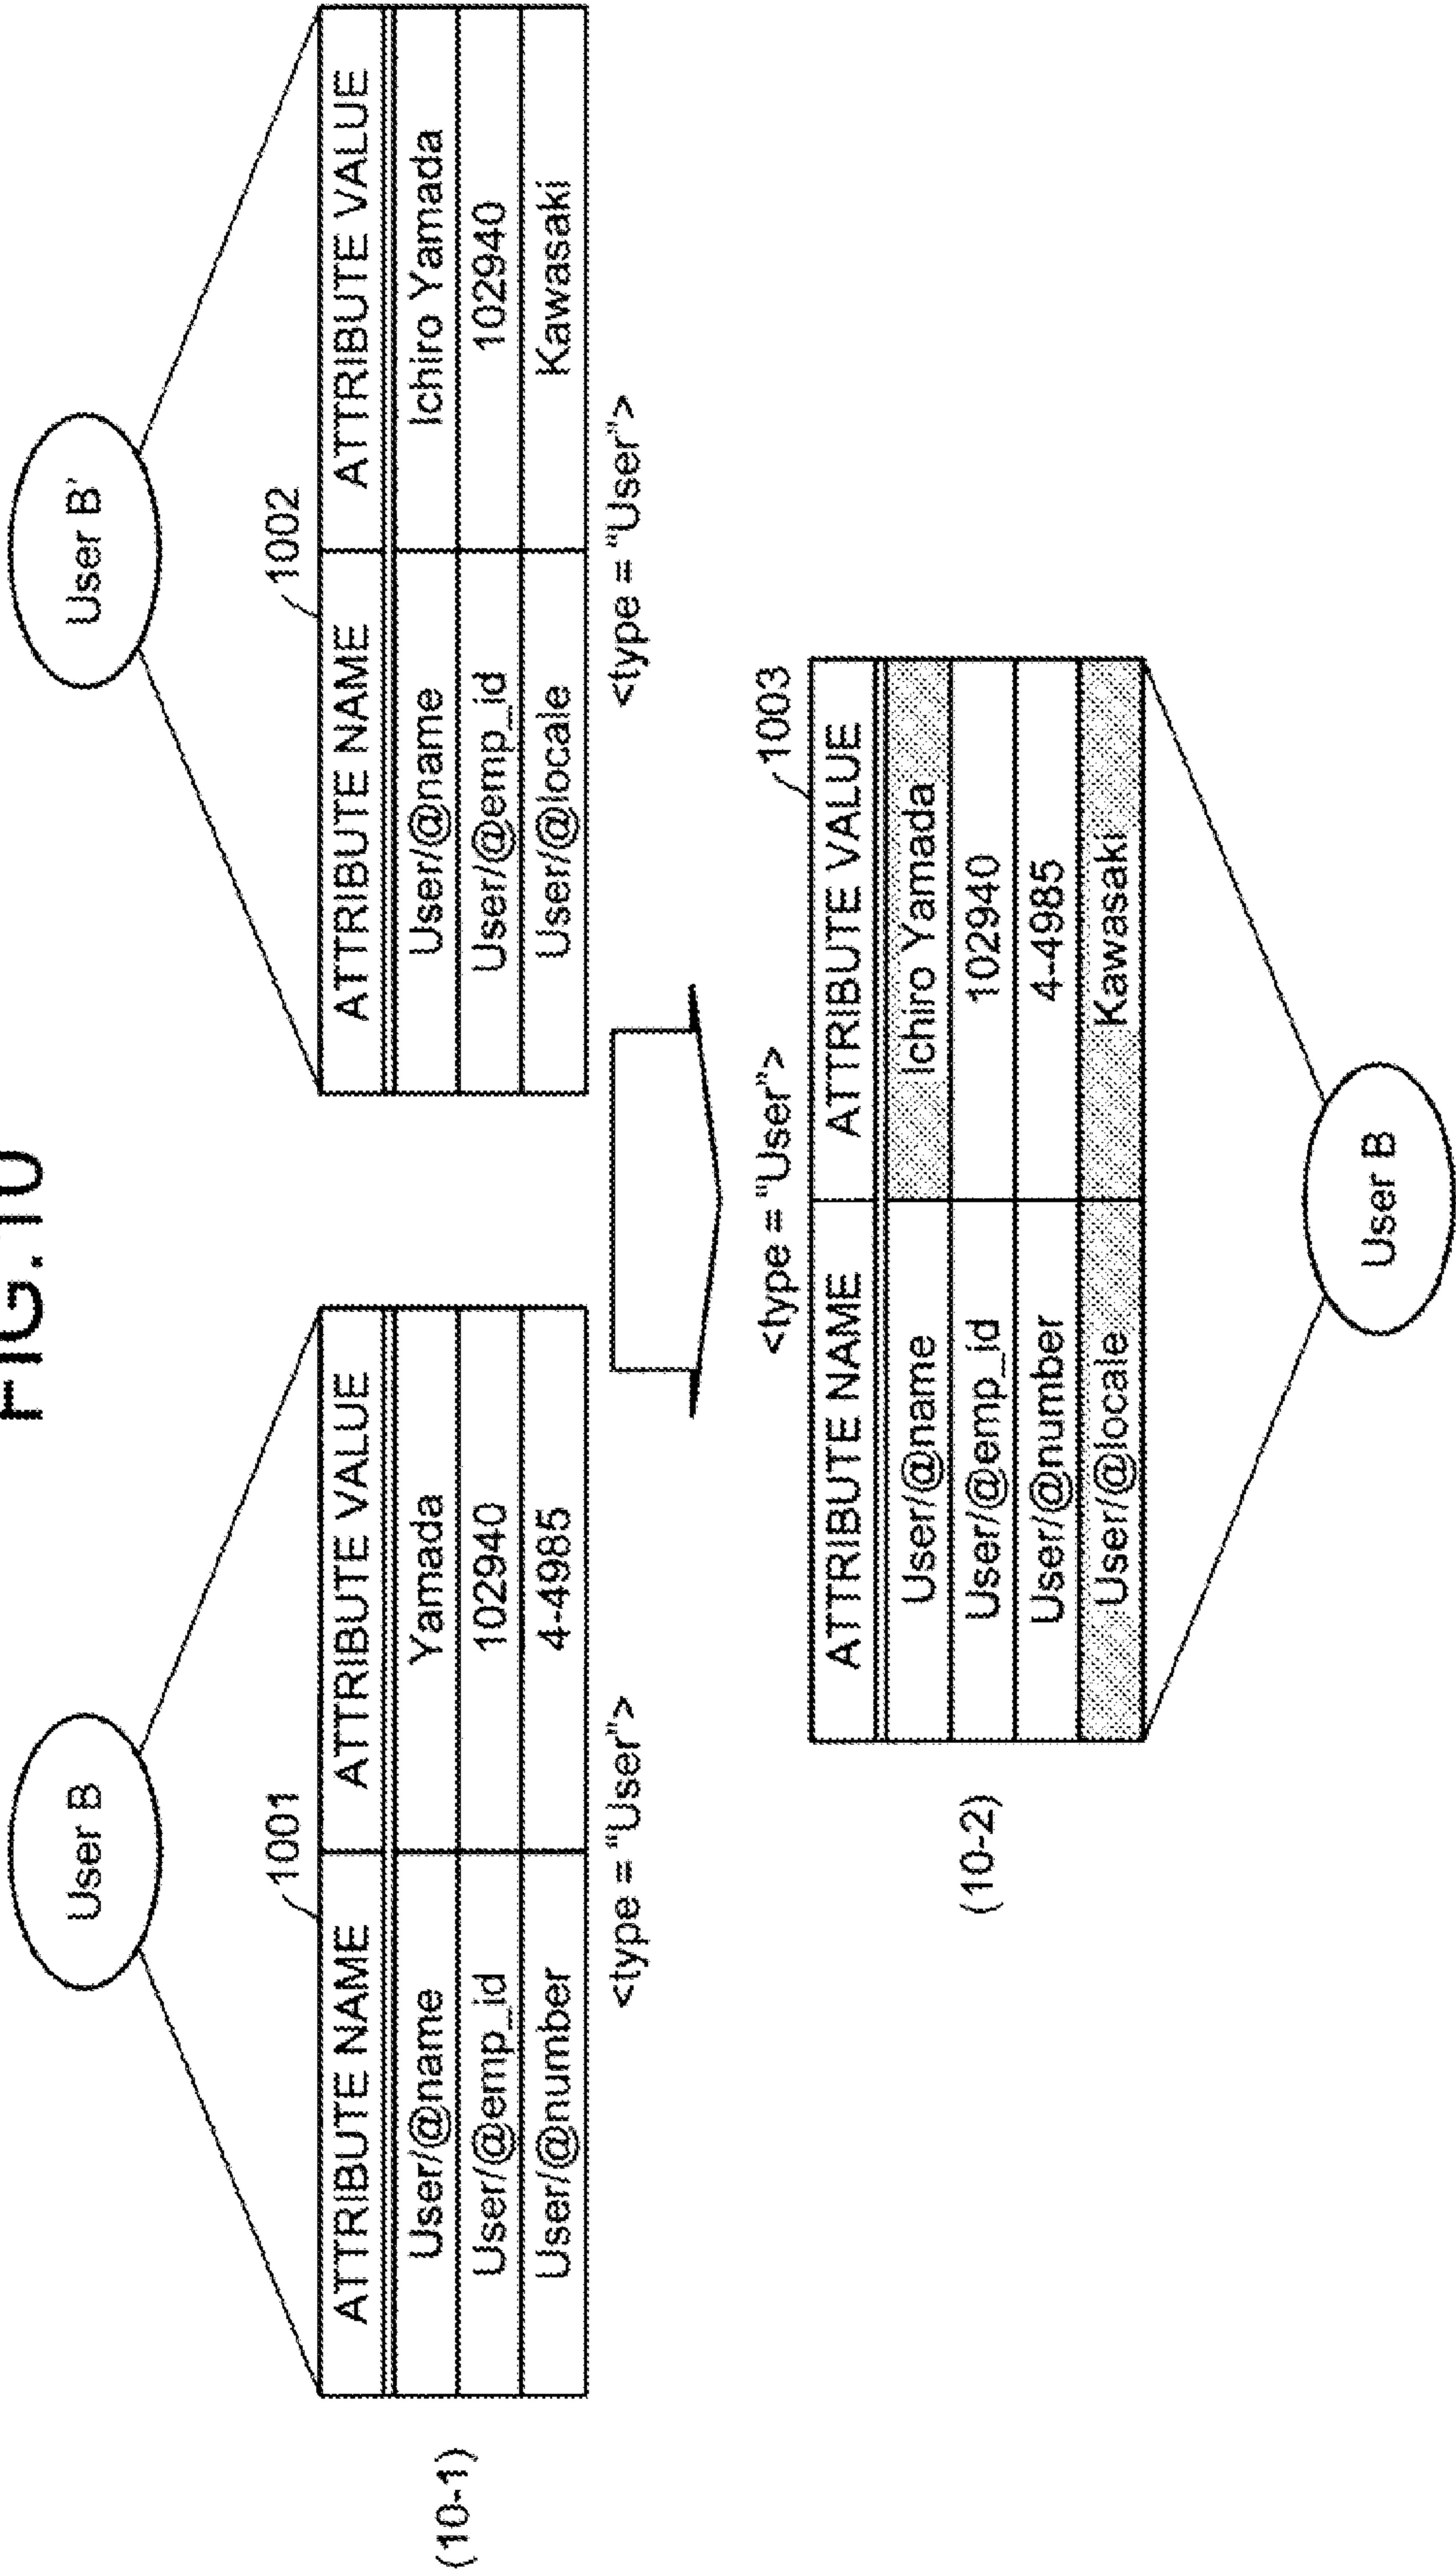 FIG.10
User B
User B'
1001
1002
ATTRIBUTE NAME ATTRIBUTE VALUE
ATTRIBUTE NAME ATTRIBUTE VALUE
(10-1)
User/@name Yamada
User/@emp_id 102940
User/@number 4-4985
User/@name Ichiro Yamada
User/@emp_id 102940
User/@locale Kawasaki
<type = "User">
<type = "User">
<type = "User">
1003
ATTRIBUTE NAME ATTRIBUTE VALUE
(10-2)
User/@name Ichiro Yamada
User/@emp_id 102940
User/@number 4-4985
User/@locale Kawasaki
User B